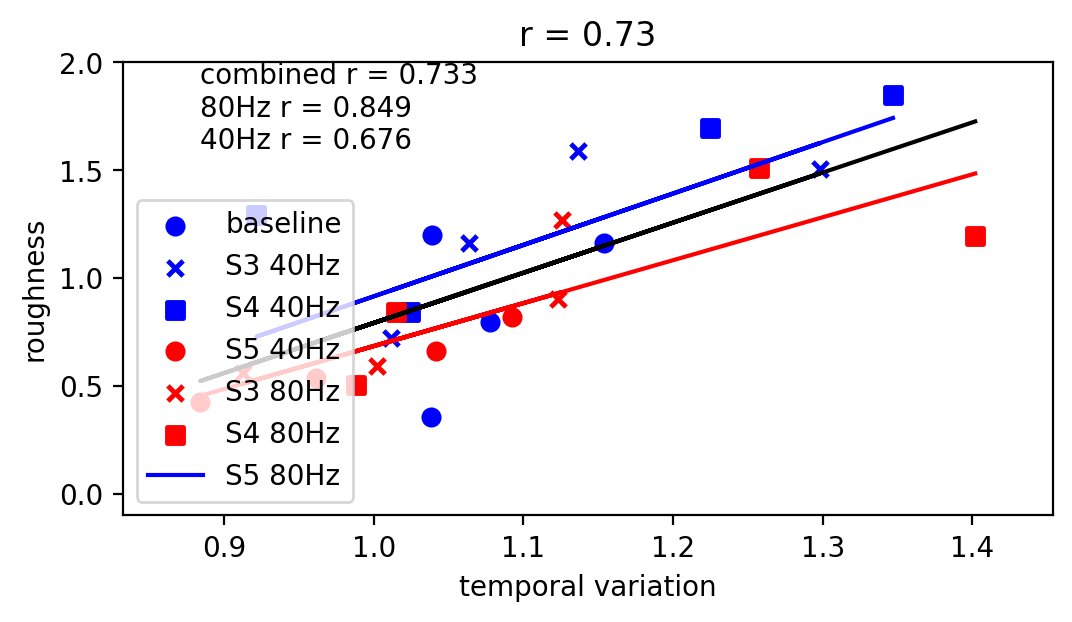 r = 0.73
combined r = 0.733
80Hz r = 0.849
40Hz r = 0.676
baseline
S3 40Hz
S4 40Hz
S5 40Hz
S3 80Hz
S4 80Hz
S5 80Hz
2.0
1.5
1.0
0.5
0.0
roughness
0.9 1.0 1.1 1.2 1.3 1.4
temporal variation